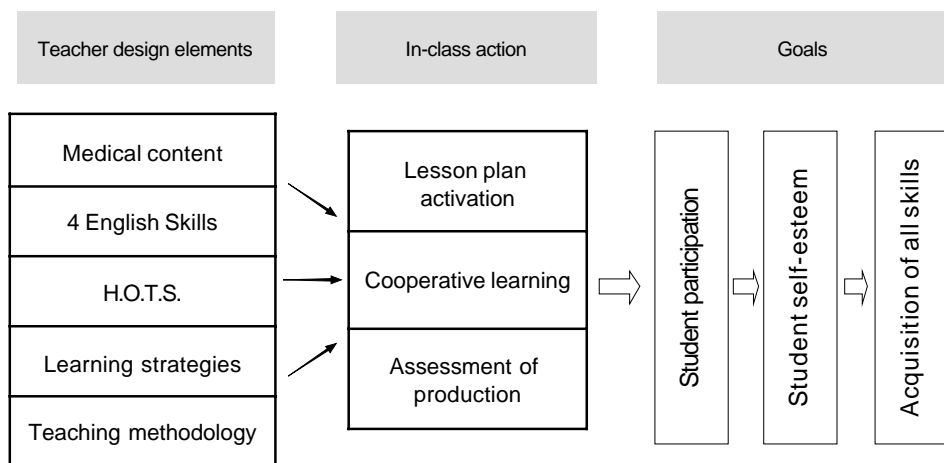 Teacher design elements
In-class action
Goals
Medical content
4 English Skills
H.O.T.S.
Learning strategies
Teaching methodology
Lesson plan
activation
Cooperative learning
Assessment of
production
Student participation
Student self-esteem
Acquisition of all skills